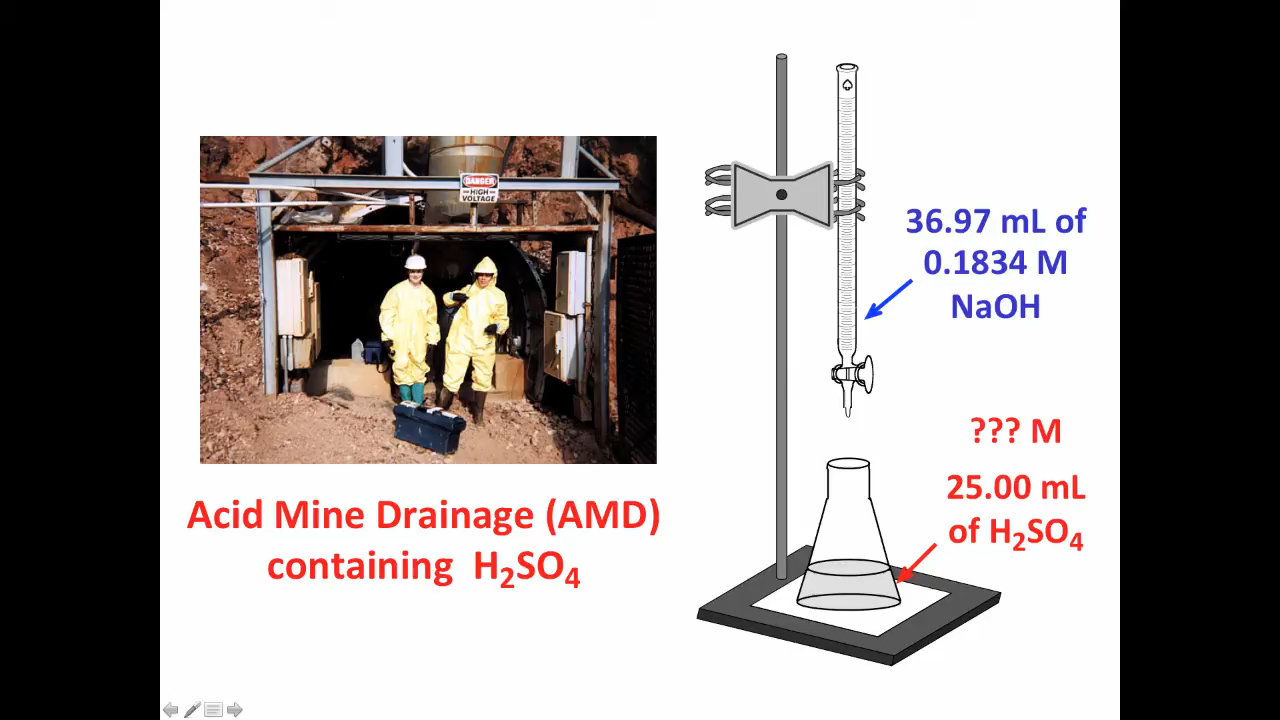 DANGER
HIGH
VOLTAGE
36.97 mL of
0.1834 M
NaOH
??? M
25.00 mL
of H₂SO₄
Acid Mine Drainage (AMD)
containing H₂SO₄